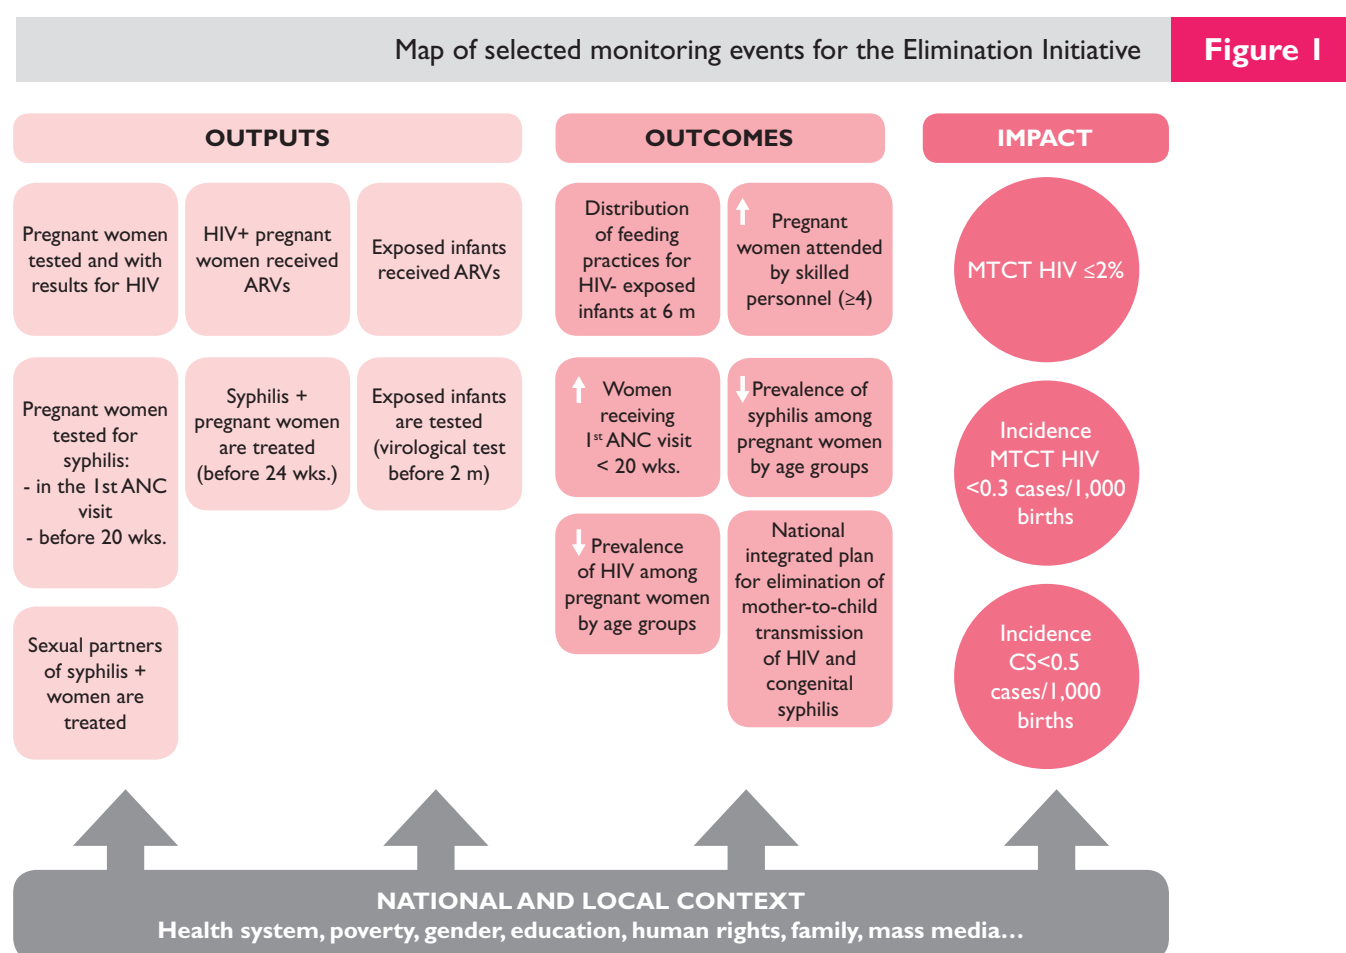 Map of selected monitoring events for the Elimination Initiative
Figure 1
OUTPUTS
Pregnant women
tested and with
results for HIV
HIV+ pregnant
women received
ARVs
Exposed infants
received ARVs
Pregnant women
tested for
syphilis:
- in the 1st ANC
visit
- before 20 wks.
Syphilis +
pregnant women
are treated
(before 24 wks.)
Exposed infants
are tested
(virological test
before 2 m)
Sexual partners
of syphilis +
women are
treated
OUTCOMES
Distribution
of feeding
practices for
HIV- exposed
infants at 6 m
Pregnant
women attended
by skilled
personnel (≥4)
Women
receiving
1st ANC visit
< 20 wks.
Prevalence of
syphilis among
pregnant women
by age groups
Prevalence
of HIV among
pregnant women
by age groups
National
integrated plan
for elimination of
mother-to-child
transmission
of HIV and
congenital
syphilis
IMPACT
MTCT HIV ≤2%
Incidence
MTCT HIV
<0.3 cases/1,000
births
Incidence
CS<0.5
cases/1,000
births
NATIONAL AND LOCAL CONTEXT
Health system, poverty, gender, education, human rights, family, mass media…